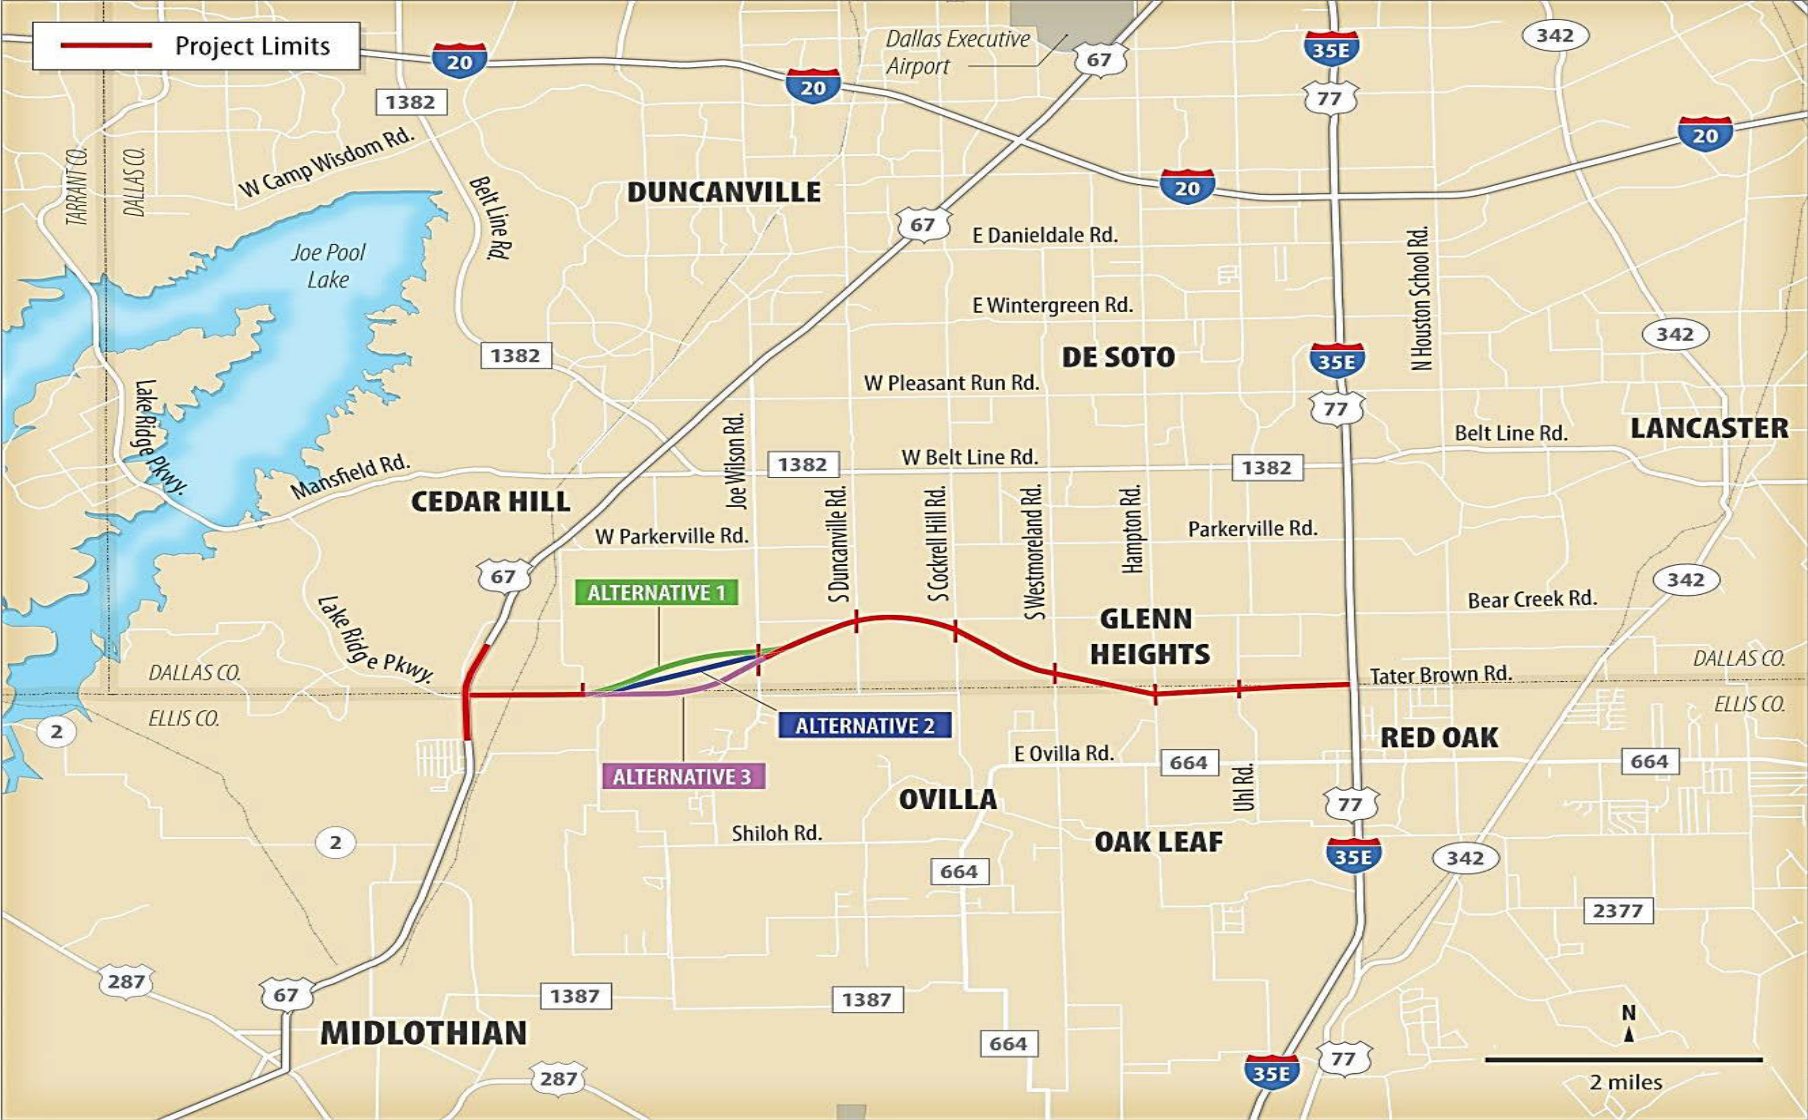 Project Limits
20
1382
20
Dallas Executive
Airport
67
35E
77
342
20
TARRANT CO.
DALLAS CO.
W Camp Wisdom Rd.
Belt Line Rd.
DUNCANVILLE
20
67
E Danieldale Rd.
N Houston School Rd.
Joe Pool
Lake
E Wintergreen Rd.
342
1382
DE SOTO
35E
W Pleasant Run Rd.
77
Lake Ridge Pkwy.
Joe Wilson Rd.
LANCASTER
Belt Line Rd.
Mansfield Rd.
1382
W Belt Line Rd.
1382
CEDAR HILL
S Duncanville Rd.
S Cockrell Hill Rd.
S Westmoreland Rd.
Hampton Rd.
W Parkerville Rd.
Parkerville Rd.
67
ALTERNATIVE 1
342
Bear Creek Rd.
Lake Ridge Pkwy.
GLENN
HEIGHTS
DALLAS CO.
DALLAS CO.
Tater Brown Rd.
ELLIS CO.
ELLIS CO.
2
ALTERNATIVE 2
RED OAK
E Ovilla Rd.
664
664
ALTERNATIVE 3
Uhl Rd.
OVILLA
77
Shiloh Rd.
2
OAK LEAF
35E
342
664
2377
287
67
1387
1387
MIDLOTHIAN
664
N
287
35E
77
2 miles